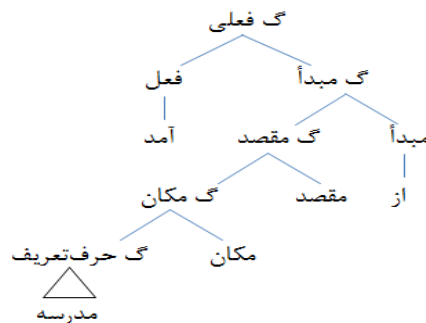 گ فعلی
گ مبدأ فعل
مبدأ گ مقصد آمد
از مقصد گ مکان
مکان گ حرف‌تعریف
مدرسه